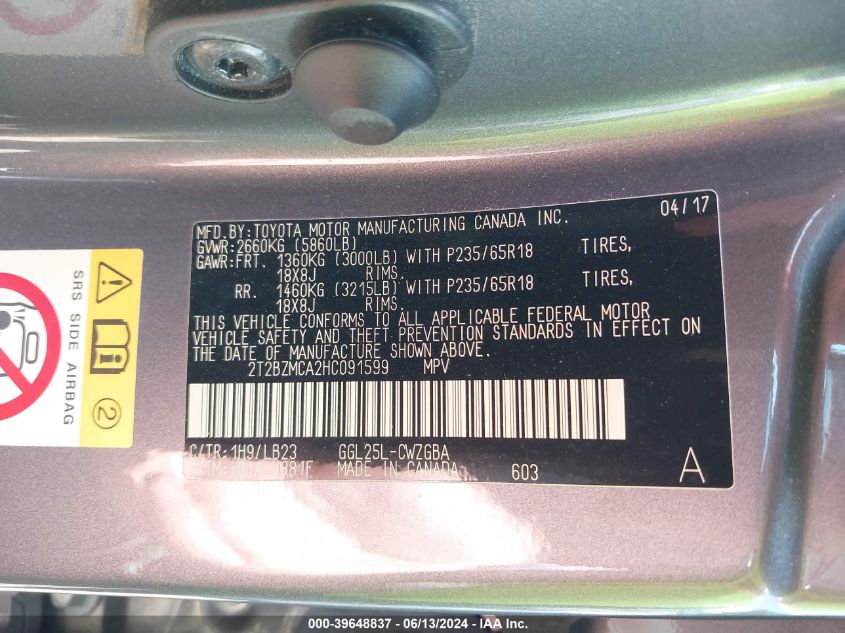 MFD.BY:TOYOTA MOTOR MANUFACTURING CANADA INC. 04/17
GVWR:2660KG (5860LB)
GAWR:FRT. 1360KG (3000LB) WITH P235/65R18 TIRES,
18X8J RIMS.
RR. 1460KG (3215LB) WITH P235/65R18 TIRES,
18X8J RIMS.
THIS VEHICLE CONFORMS TO ALL APPLICABLE FEDERAL MOTOR
VEHICLE SAFETY AND THEFT PREVENTION STANDARDS IN EFFECT ON
THE DATE OF MANUFACTURE SHOWN ABOVE.
2T2BZMCA2HC091599 MPV
C/TR:1H9/LB23 GGL25L-CWZGBA
MADE IN CANADA 603 A
SRS SIDE AIRBAG
2
000-39648837 - 06/13/2024 - IAA Inc.